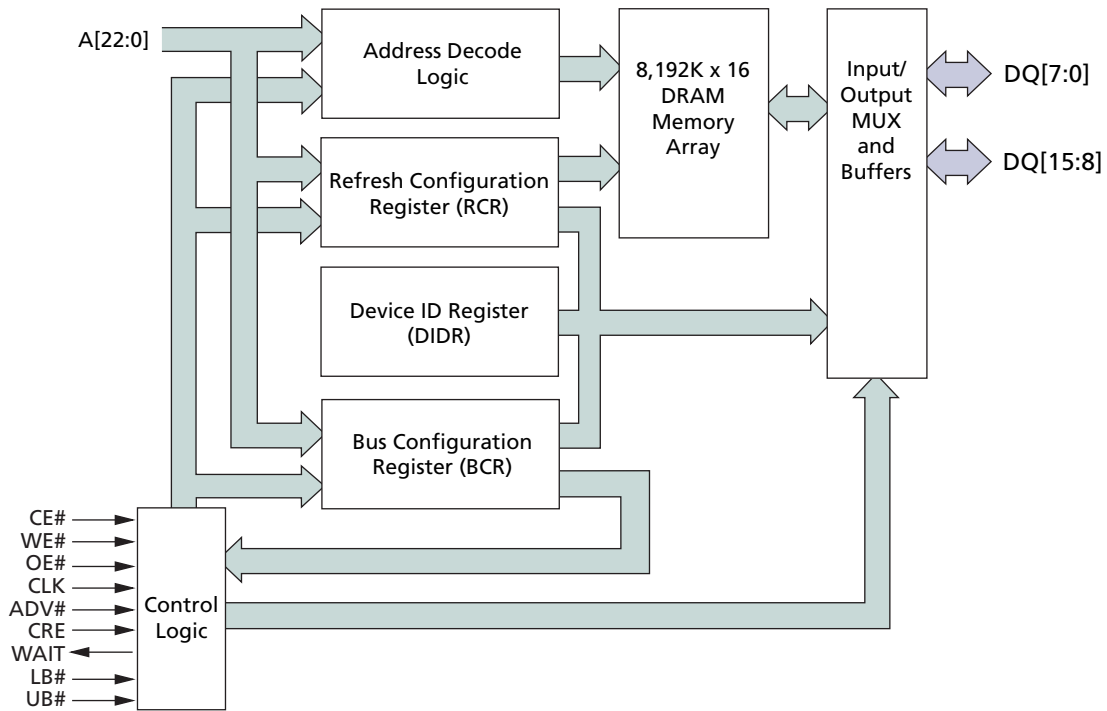 A[22:0]
Address Decode
Logic
8,192K x 16
DRAM
Memory
Array
Input/
Output
MUX
and
Buffers
DQ[7:0]
DQ[15:8]
Refresh Configuration
Register (RCR)
Device ID Register
(DIDR)
Bus Configuration
Register (BCR)
CE#
WE#
OE#
CLK
ADV#
CRE
WAIT
LB#
UB#
Control
Logic